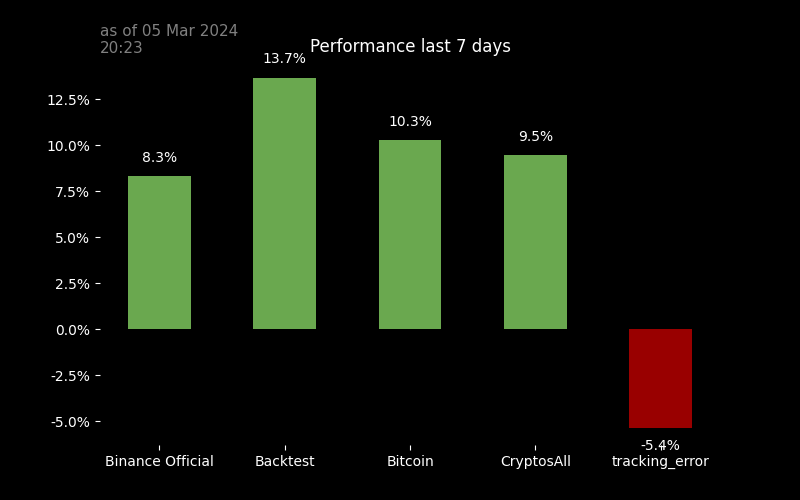 as of 05 Mar 2024
20:23
Performance last 7 days
13.7%
12.5%
10.3%
10.0%
9.5%
8.3%
7.5%
5.0%
2.5%
0.0%
-2.5%
-5.0%
-5.4%
Binance Official
Backtest
Bitcoin
CryptosAll
tracking_error